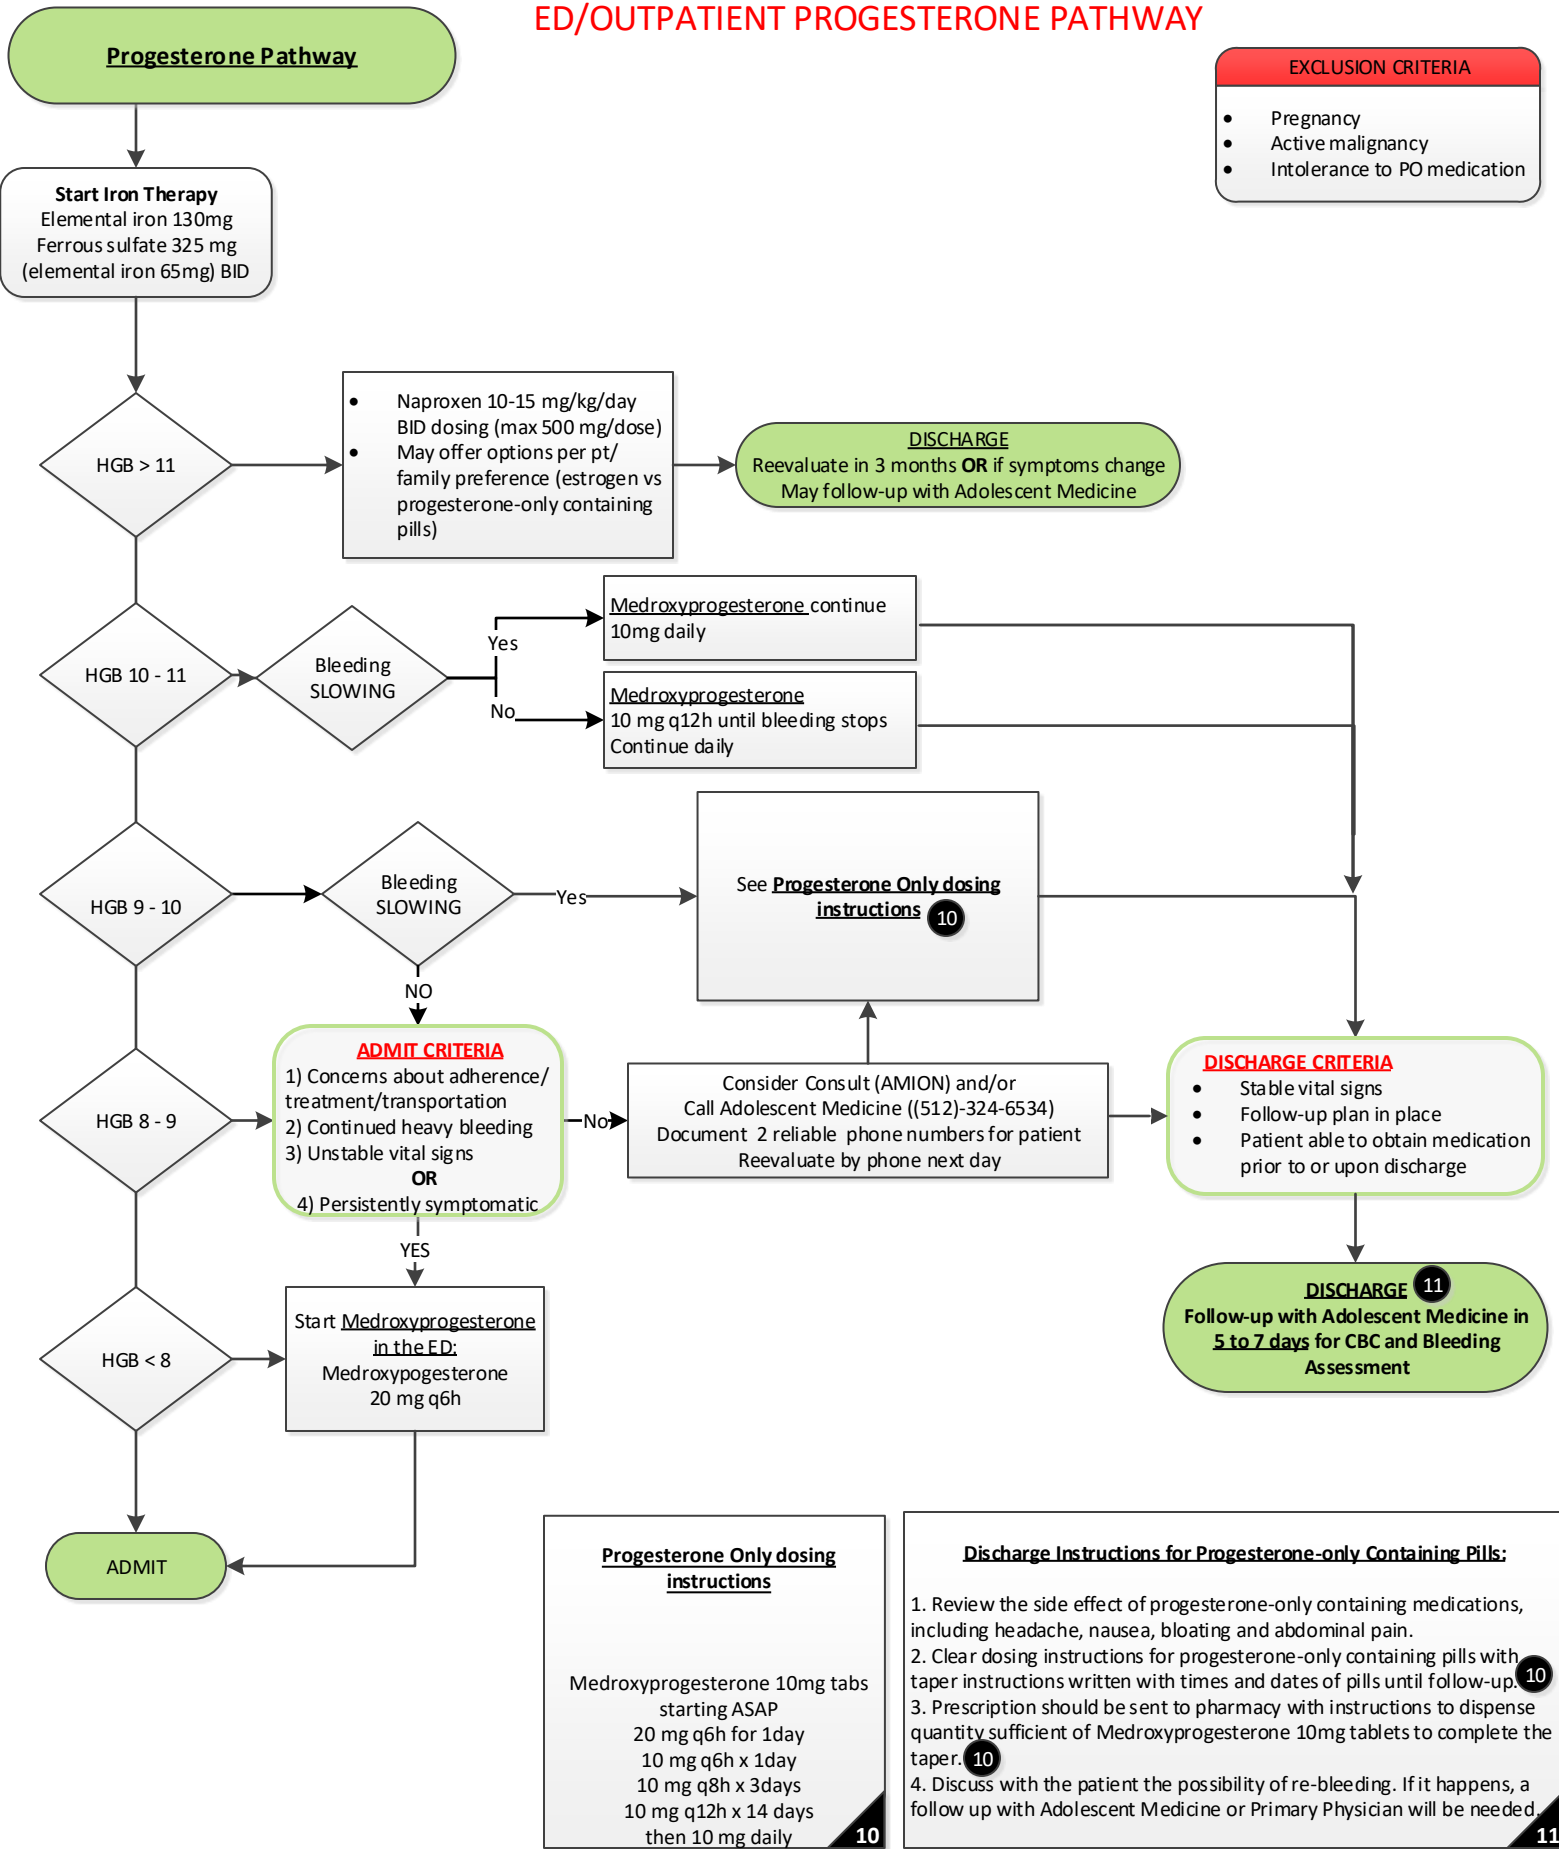 ED/OUTPATIENT PROGESTERONE PATHWAY
Progesterone Pathway
EXCLUSION CRITERIA
• Pregnancy
• Active malignancy
• Intolerance to PO medication
Start Iron Therapy
Elemental iron 130mg
Ferrous sulfate 325 mg
(elemental iron 65mg) BID
HGB > 11
• Naproxen 10-15 mg/kg/day
BID dosing (max 500 mg/dose)
• May offer options per pt/
family preference (estrogen vs
progesterone-only containing
pills)
DISCHARGE
Reevaluate in 3 months OR if symptoms change
May follow-up with Adolescent Medicine
HGB 10 - 11
Bleeding
SLOWING
Yes
Medroxyprogesterone continue
10mg daily
No
Medroxyprogesterone
10 mg q12h until bleeding stops
Continue daily
HGB 9 - 10
Bleeding
SLOWING
Yes
See Progesterone Only dosing
instructions 10
NO
HGB 8 - 9
ADMIT CRITERIA
1) Concerns about adherence/
treatment/transportation
2) Continued heavy bleeding
3) Unstable vital signs
OR
4) Persistently symptomatic
No
Consider Consult (AMION) and/or
Call Adolescent Medicine ((512)-324-6534)
Document 2 reliable phone numbers for patient
Reevaluate by phone next day
DISCHARGE CRITERIA
• Stable vital signs
• Follow-up plan in place
• Patient able to obtain medication
prior to or upon discharge
YES
HGB < 8
Start Medroxyprogesterone
in the ED:
Medroxypogesterone
20 mg q6h
DISCHARGE 11
Follow-up with Adolescent Medicine in
5 to 7 days for CBC and Bleeding
Assessment
ADMIT
Progesterone Only dosing
instructions
Medroxyprogesterone 10mg tabs
starting ASAP
20 mg q6h for 1day
10 mg q6h x 1day
10 mg q8h x 3days
10 mg q12h x 14 days
then 10 mg daily
10
Discharge Instructions for Progesterone-only Containing Pills:
1. Review the side effect of progesterone-only containing medications,
including headache, nausea, bloating and abdominal pain.
2. Clear dosing instructions for progesterone-only containing pills with
taper instructions written with times and dates of pills until follow-up. 10
3. Prescription should be sent to pharmacy with instructions to dispense
quantity sufficient of Medroxyprogesterone 10mg tablets to complete the
taper. 10
4. Discuss with the patient the possibility of re-bleeding. If it happens, a
follow up with Adolescent Medicine or Primary Physician will be needed.
11